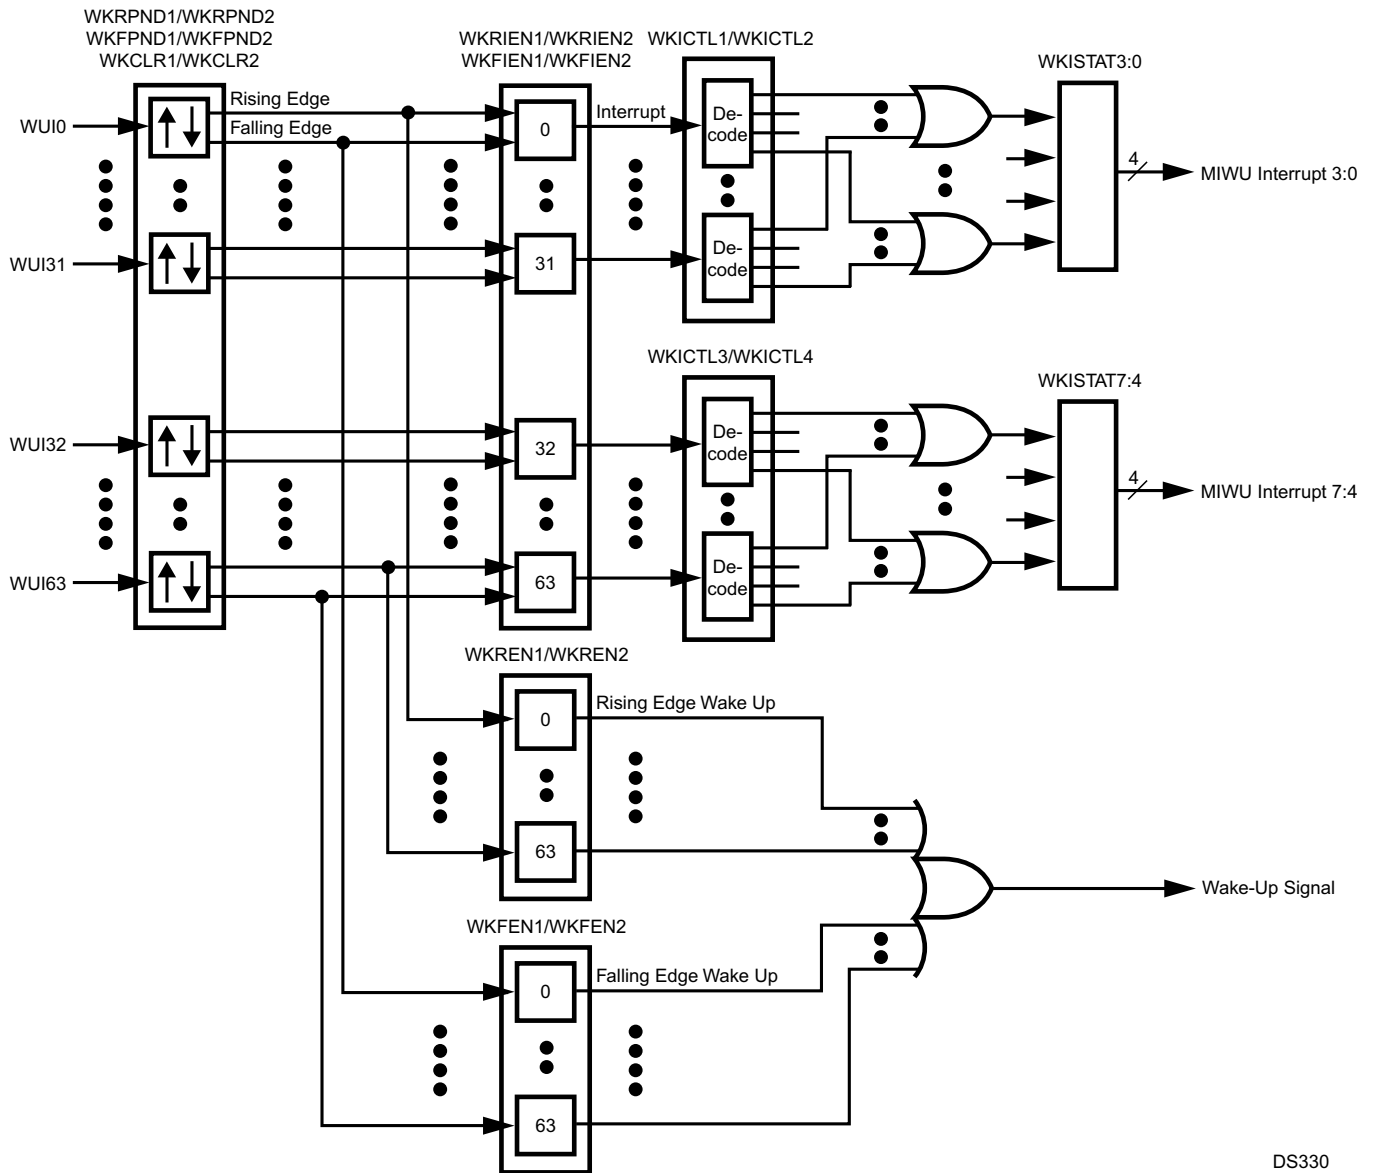 WKRPND1/WKRPND2
WKFPND1/WKFPND2
WKCLR1/WKCLR2
WKRIEN1/WKRIEN2
WKFIEN1/WKFIEN2
WKICTL1/WKICTL2
WKISTAT3:0
WUI0
Rising Edge
Falling Edge
0
Interrupt
De-
code
4
MIWU Interrupt 3:0
WUI31
31
De-
code
WKICTL3/WKICTL4
WKISTAT7:4
WUI32
32
De-
code
4
MIWU Interrupt 7:4
WUI63
63
De-
code
WKREN1/WKREN2
0
Rising Edge Wake Up
63
Wake-Up Signal
WKFEN1/WKFEN2
0
Falling Edge Wake Up
63
DS330